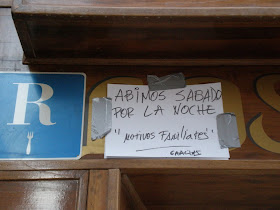 R
ABIMOS SABADO
POR LA NOCHE
"MOTIVOS FAMILIARES"
GRACIAS